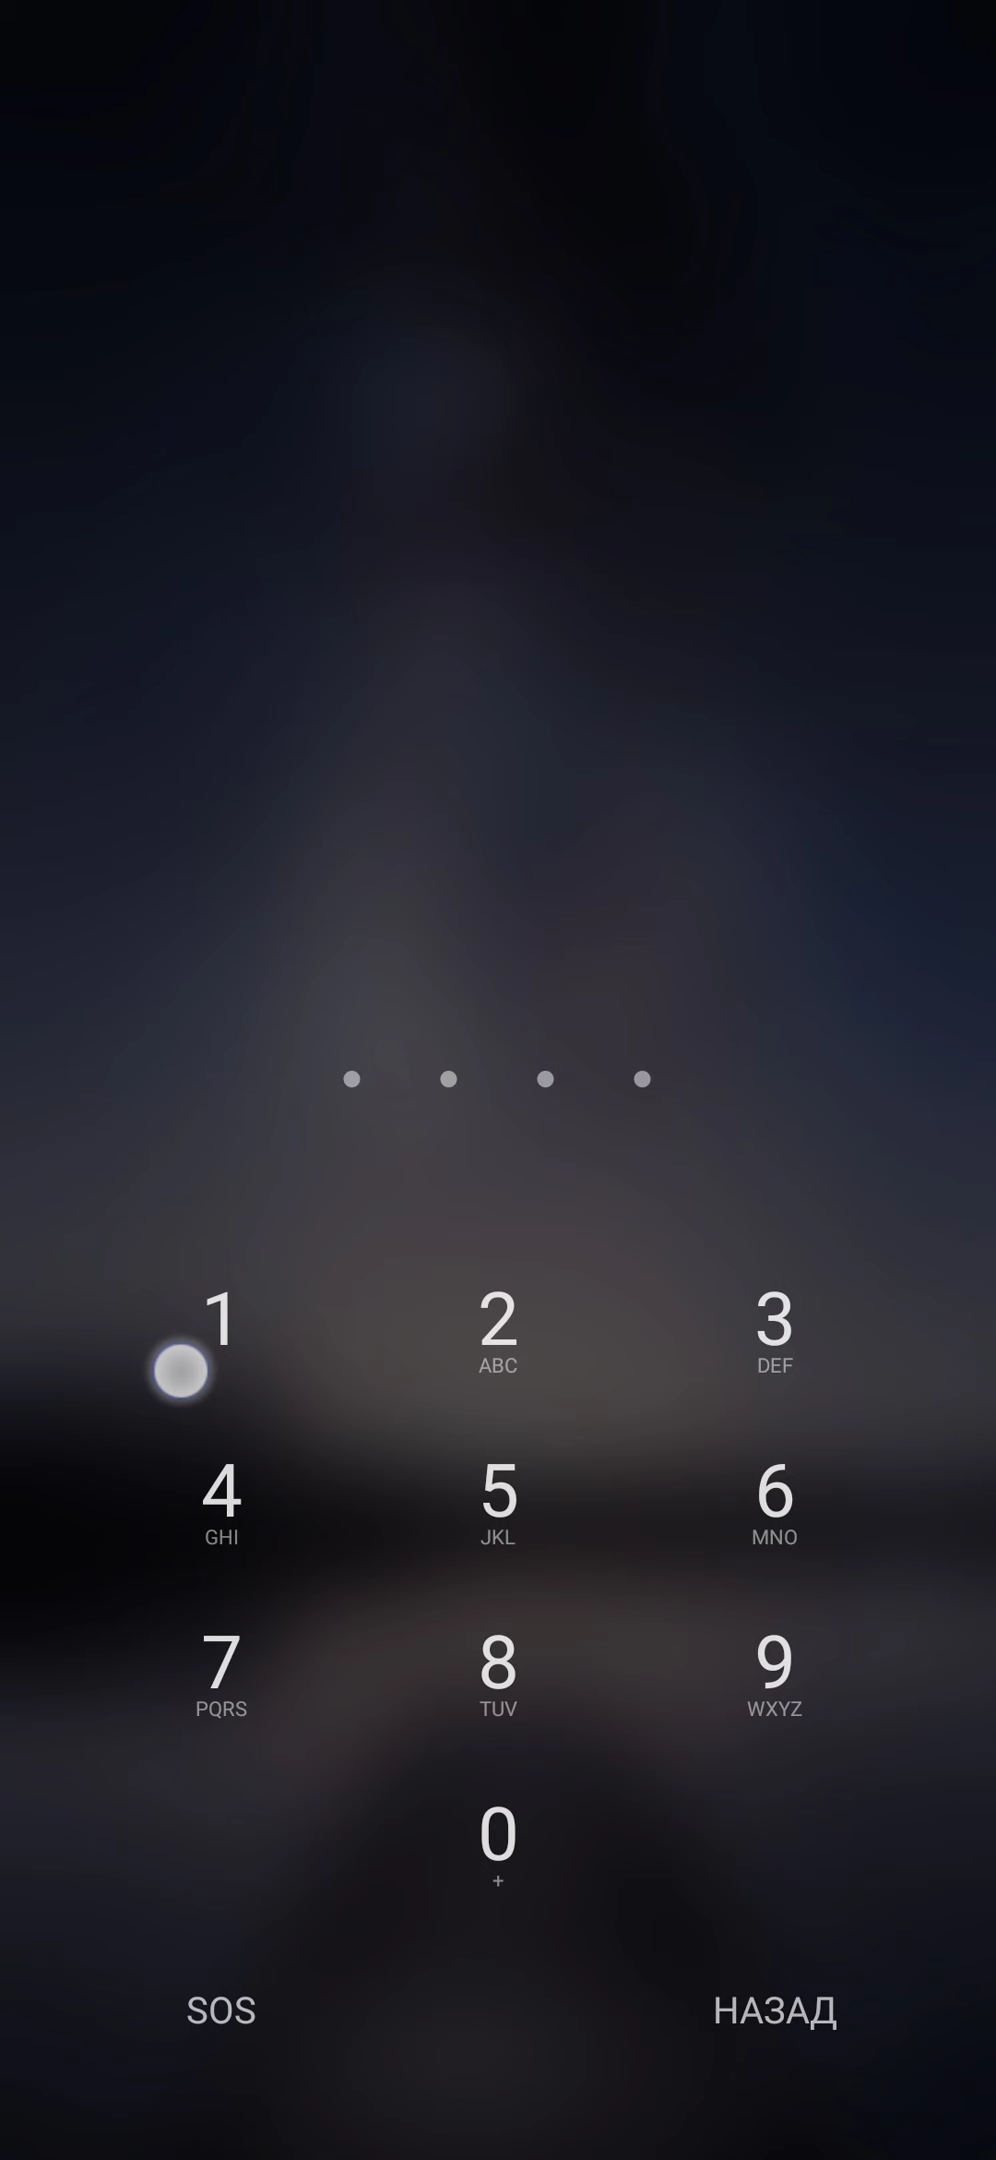 1 2 3
ABC DEF
4 5 6
GHI JKL MNO
7 8 9
PQRS TUV WXYZ
0
+
SOS НАЗАД